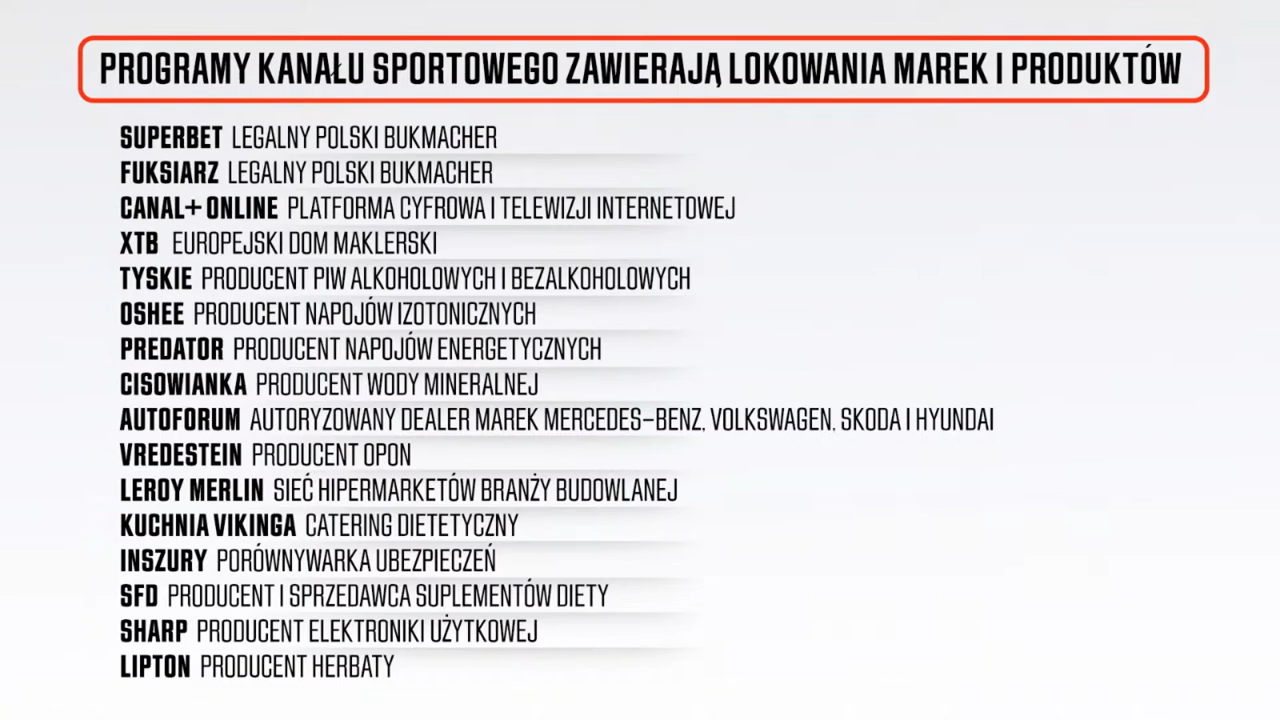 PROGRAMY KANAŁU SPORTOWEGO ZAWIERAJĄ LOKOWANIA MAREK I PRODUKTÓW
SUPERBET LEGALNY POLSKI BUKMACHER
FUKSIARZ LEGALNY POLSKI BUKMACHER
CANAL+ ONLINE PLATFORMA CYFROWA I TELEWIZJI INTERNETOWEJ
XTB EUROPEJSKI DOM MAKLERSKI
TYSKIE PRODUCENT PIW ALKOHOLOWYCH I BEZALKOHOLOWYCH
OSHEE PRODUCENT NAPOJÓW IZOTONICZNYCH
PREDATOR PRODUCENT NAPOJÓW ENERGETYCZNYCH
CISOWIANKA PRODUCENT WODY MINERALNEJ
AUTOFORUM AUTORYZOWANY DEALER MAREK MERCEDES-BENZ, VOLKSWAGEN, SKODA I HYUNDAI
VREDESTEIN PRODUCENT OPON
LEROY MERLIN SIEĆ HIPERMARKETÓW BRANŻY BUDOWLANEJ
KUCHNIA VIKINGA CATERING DIETETYCZNY
INSZURY PORÓWNYWARKA UBEZPIECZEŃ
SFD PRODUCENT I SPRZEDAWCA SUPLEMENTÓW DIETY
SHARP PRODUCENT ELEKTRONIKI UŻYTKOWEJ
LIPTON PRODUCENT HERBATY